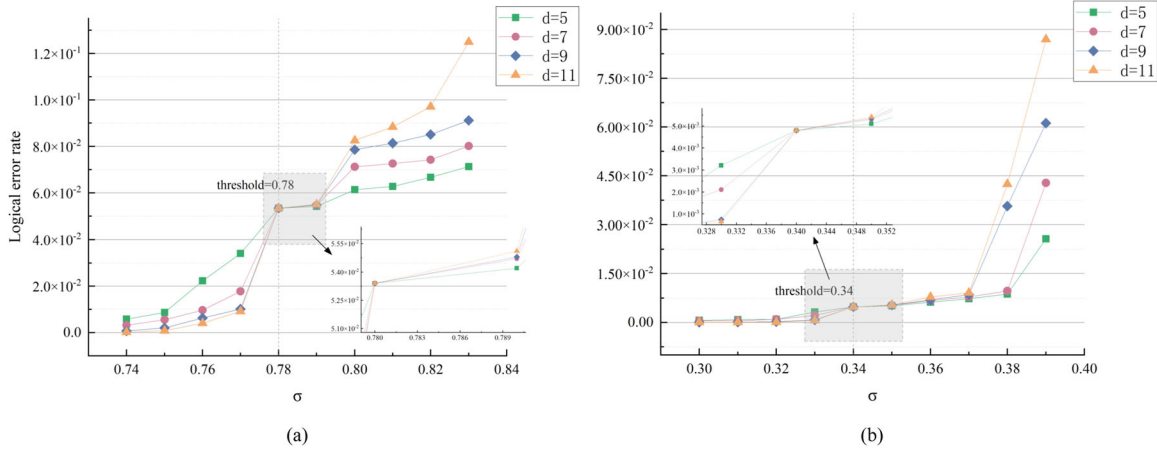 d=5
d=7
d=9
d=11
1.2×10⁻¹
1.0×10⁻¹
8.0×10⁻²
6.0×10⁻²
4.0×10⁻²
2.0×10⁻²
0.0
Logical error rate
threshold=0.78
5.55×10⁻²
5.40×10⁻²
5.25×10⁻²
5.10×10⁻²
0.780 0.783 0.786 0.789
0.74 0.76 0.78 0.80 0.82 0.84
σ
(a)
d=5
d=7
d=9
d=11
9.00×10⁻²
7.50×10⁻²
6.00×10⁻²
4.50×10⁻²
3.00×10⁻²
1.50×10⁻²
0.00
5.0×10⁻³
4.0×10⁻³
3.0×10⁻³
2.0×10⁻³
1.0×10⁻³
0.328 0.332 0.336 0.340 0.344 0.348 0.352
threshold=0.34
0.30 0.32 0.34 0.36 0.38 0.40
σ
(b)